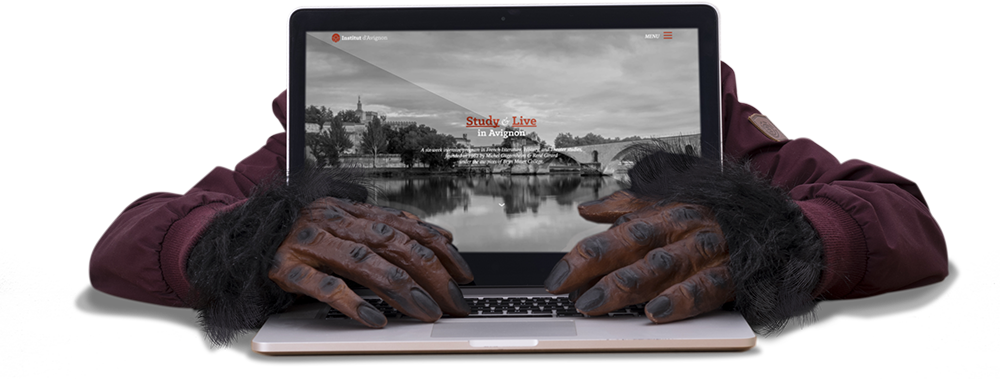 Institut d'Avignon
MENU
Study & Live
in Avignon
A six-week intensive program in French Literature, History, and Theater Studies,
founded in 1962 by Michel Guggenheim & René Girard
under the auspices of Bryn Mawr College.